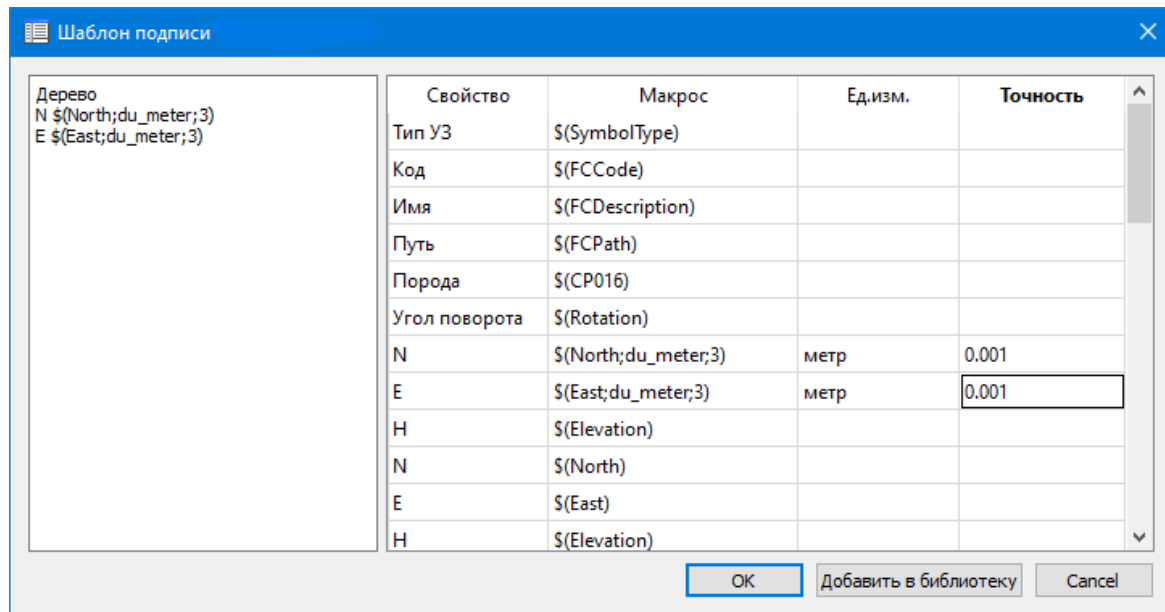 Шаблон подписи
Дерево
N $(North;du_meter;3)
E $(East;du_meter;3)
Свойство Макрос Ед.изм. Точность
Тип УЗ $(SymbolType)
Код $(FCCode)
Имя $(FCDescription)
Путь $(FCPath)
Порода $(CP016)
Угол поворота $(Rotation)
N $(North;du_meter;3) метр 0.001
E $(East;du_meter;3) метр 0.001
H $(Elevation)
N $(North)
E $(East)
H $(Elevation)
OK Добавить в библиотеку Cancel